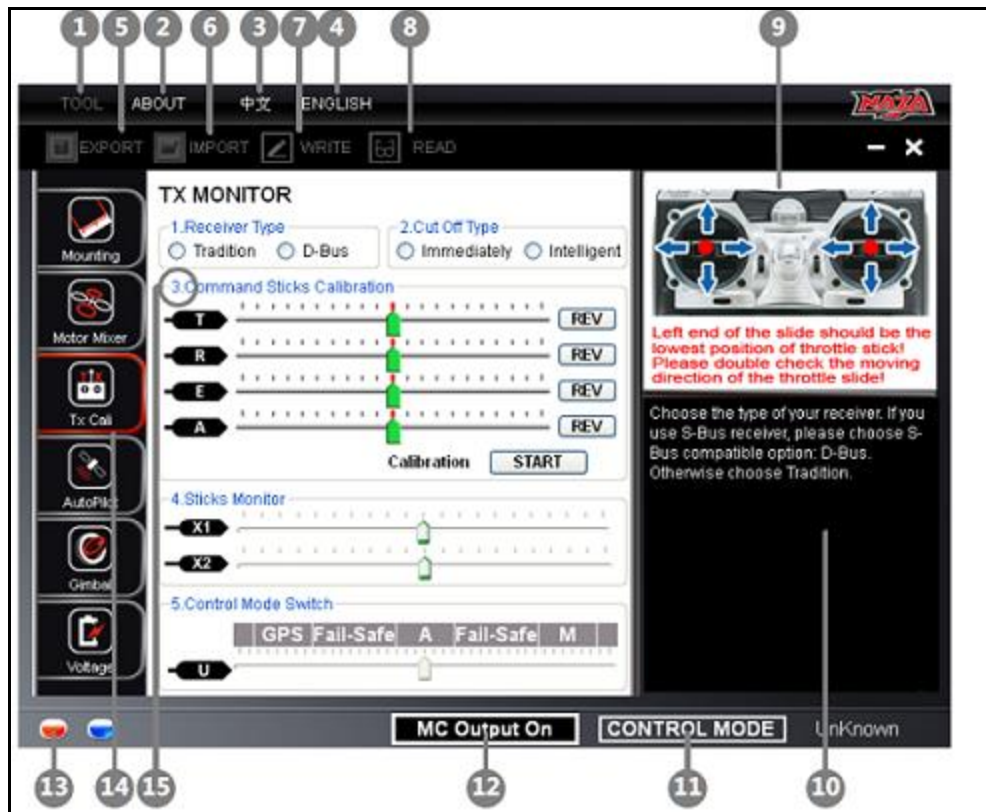 1 5 2 6 3 7 4 8 9
TOOL ABOUT 中文 ENGLISH
NAZA
EXPORT IMPORT WRITE READ
TX MONITOR
1.Receiver Type
Tradition D-Bus
2.Cut Off Type
Immediately Intelligent
Mounting
Motor Mixer
Tx Cali
AutoPilot
Gimbal
Voltage
3.Command Sticks Calibration
T REV
R REV
E REV
A REV
Calibration START
4.Sticks Monitor
X1
X2
5.Control Mode Switch
GPS Fail-Safe A Fail-Safe M
U
Left end of the slide should be the
lowest position of throttle stick!
Please double check the moving
direction of the throttle slide!
Choose the type of your receiver. If you
use S-Bus receiver, please choose S-
Bus compatible option: D-Bus.
Otherwise choose Tradition.
MC Output On CONTROL MODE UnKnown
13 14 15 12 11 10